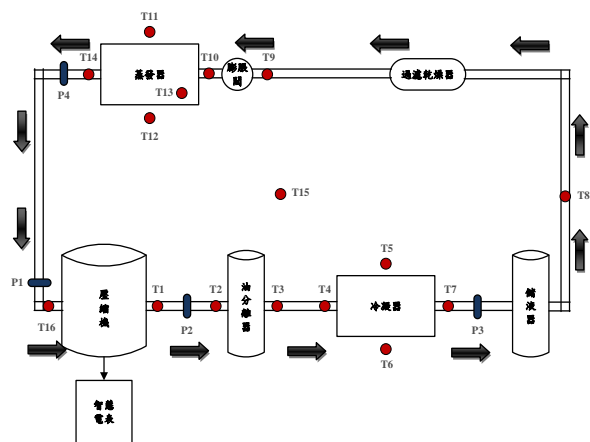 T11
T14
T10
T9
蒸發器
膨脹
閥
過濾乾燥器
P4
T13
T12
T15
T8
P1
T5
壓
縮
機
T1
T2
油
分
離
器
T3
T4
冷凝器
T7
儲
液
器
T16
P2
P3
T6
智慧
電表